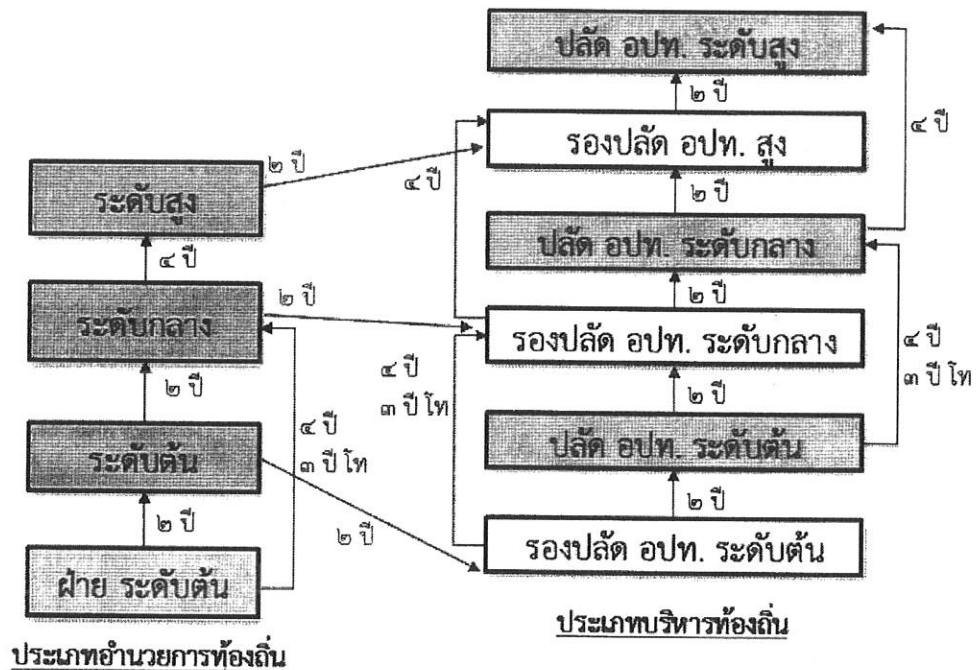 ปลัด อปท. ระดับสูง
๒ ปี
๔ ปี
รองปลัด อปท. สูง
๒ ปี
๔ ปี
ระดับสูง
๒ ปี
ปลัด อปท. ระดับกลาง
๔ ปี
๒ ปี
๒ ปี
ระดับกลาง
รองปลัด อปท. ระดับกลาง
๔ ปี
๓ ปี โท
๔ ปี
๓ ปี โท
๒ ปี
๒ ปี
๔ ปี
๓ ปี โท
ระดับต้น
ปลัด อปท. ระดับต้น
๒ ปี
๒ ปี
๒ ปี
ฝ่าย ระดับต้น
รองปลัด อปท. ระดับต้น
ประเภทอำนวยการท้องถิ่น
ประเภทบริหารท้องถิ่น